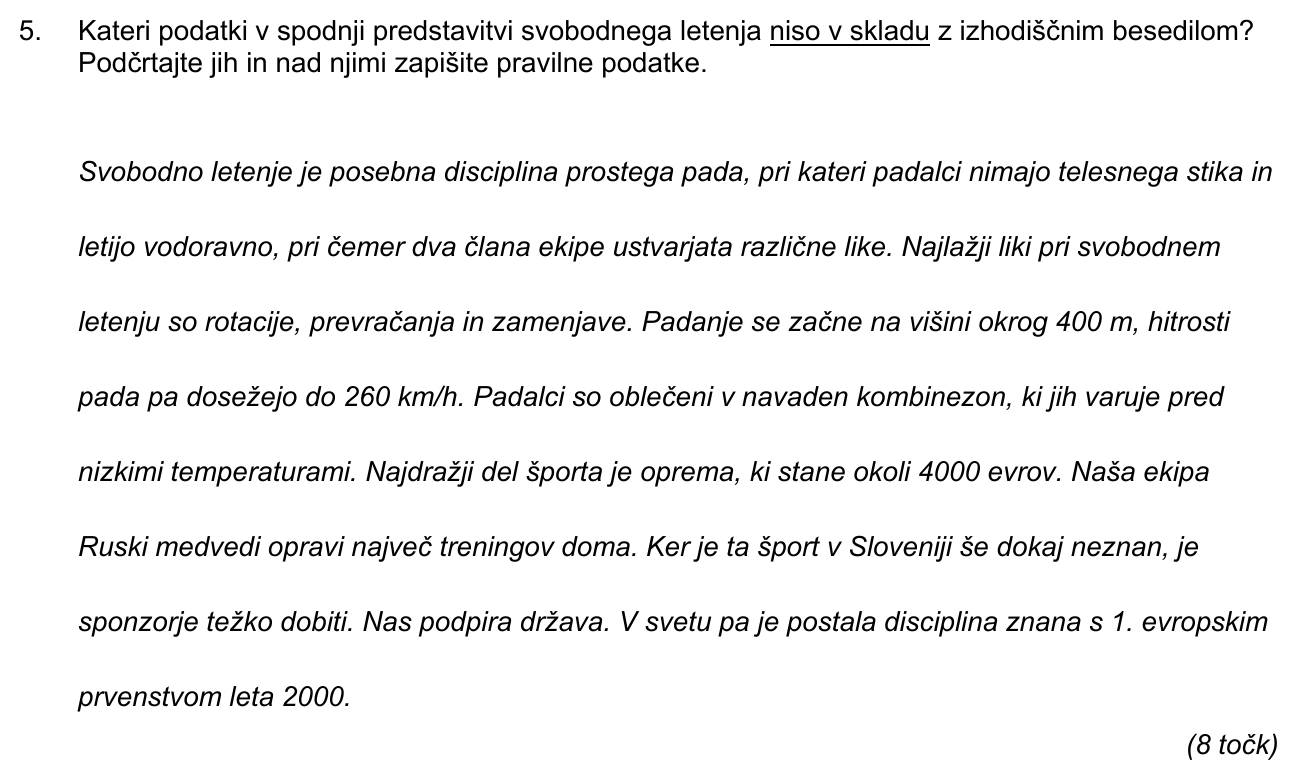 5. Kateri podatki v spodnji predstavitvi svobodnega letenja niso v skladu z izhodiščnim besedilom?
Podčrtajte jih in nad njimi zapišite pravilne podatke.
Svobodno letenje je posebna disciplina prostega pada, pri kateri padalci nimajo telesnega stika in
letijo vodoravno, pri čemer dva člana ekipe ustvarjata različne like. Najlažji liki pri svobodnem
letenju so rotacije, prevračanja in zamenjave. Padanje se začne na višini okrog 400 m, hitrosti
pada pa dosežejo do 260 km/h. Padalci so oblečeni v navaden kombinezon, ki jih varuje pred
nizkimi temperaturami. Najdražji del športa je oprema, ki stane okoli 4000 evrov. Naša ekipa
Ruski medvedi opravi največ treningov doma. Ker je ta šport v Sloveniji še dokaj neznan, je
sponzorje težko dobiti. Nas podpira država. V svetu pa je postala disciplina znana s 1. evropskim
prvenstvom leta 2000.
(8 točk)